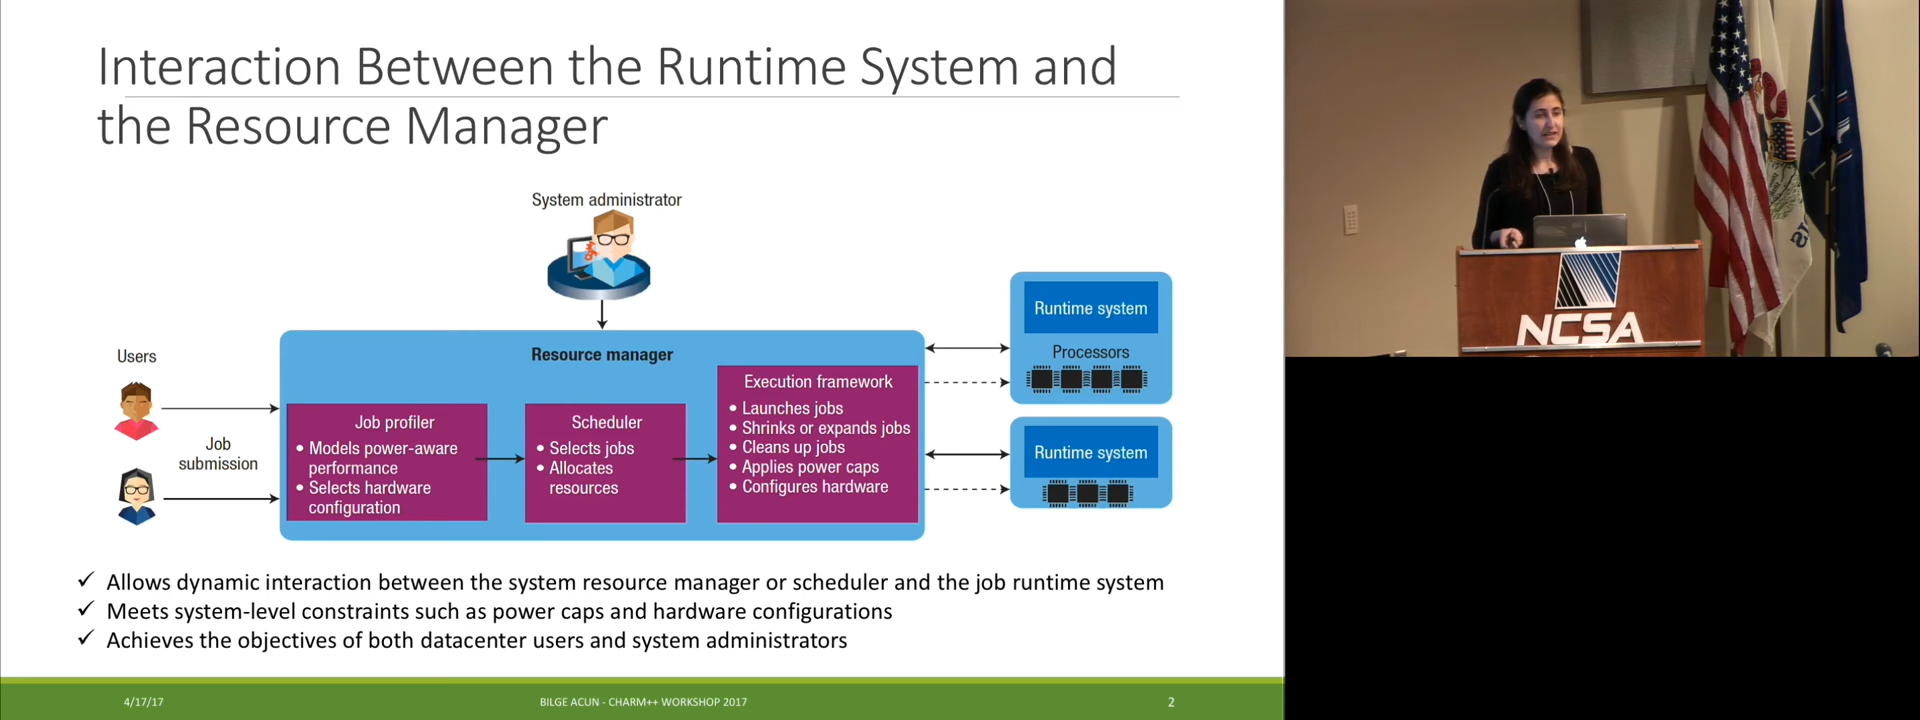 Interaction Between the Runtime System and
the Resource Manager
System administrator
Users
Job
submission
Resource manager
Job profiler
• Models power-aware
performance
• Selects hardware
configuration
Scheduler
• Selects jobs
• Allocates
resources
Execution framework
• Launches jobs
• Shrinks or expands jobs
• Cleans up jobs
• Applies power caps
• Configures hardware
Runtime system
Processors
Runtime system
✓ Allows dynamic interaction between the system resource manager or scheduler and the job runtime system
✓ Meets system-level constraints such as power caps and hardware configurations
✓ Achieves the objectives of both datacenter users and system administrators
4/17/17
BILGE ACUN - CHARM++ WORKSHOP 2017
2
NCSA